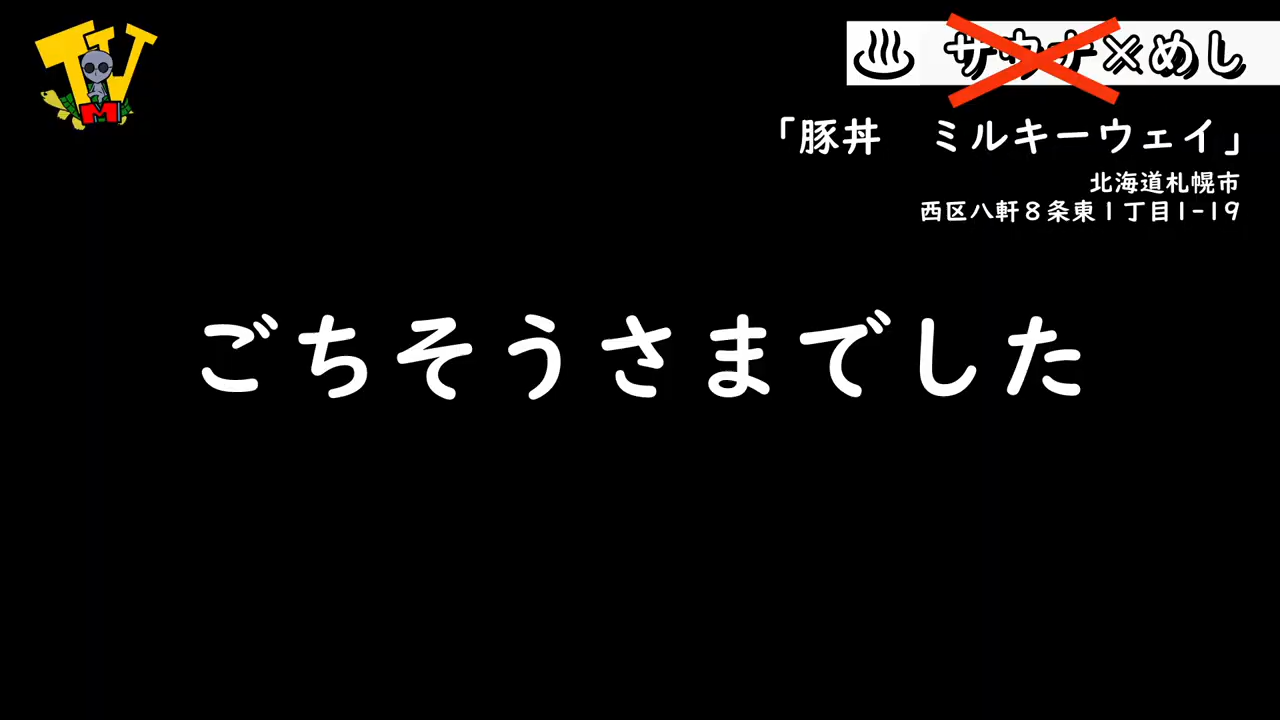 TV
M
サウナ×めし
「豚丼　ミルキーウェイ」
北海道札幌市
西区八軒８条東１丁目1-19
ごちそうさまでした